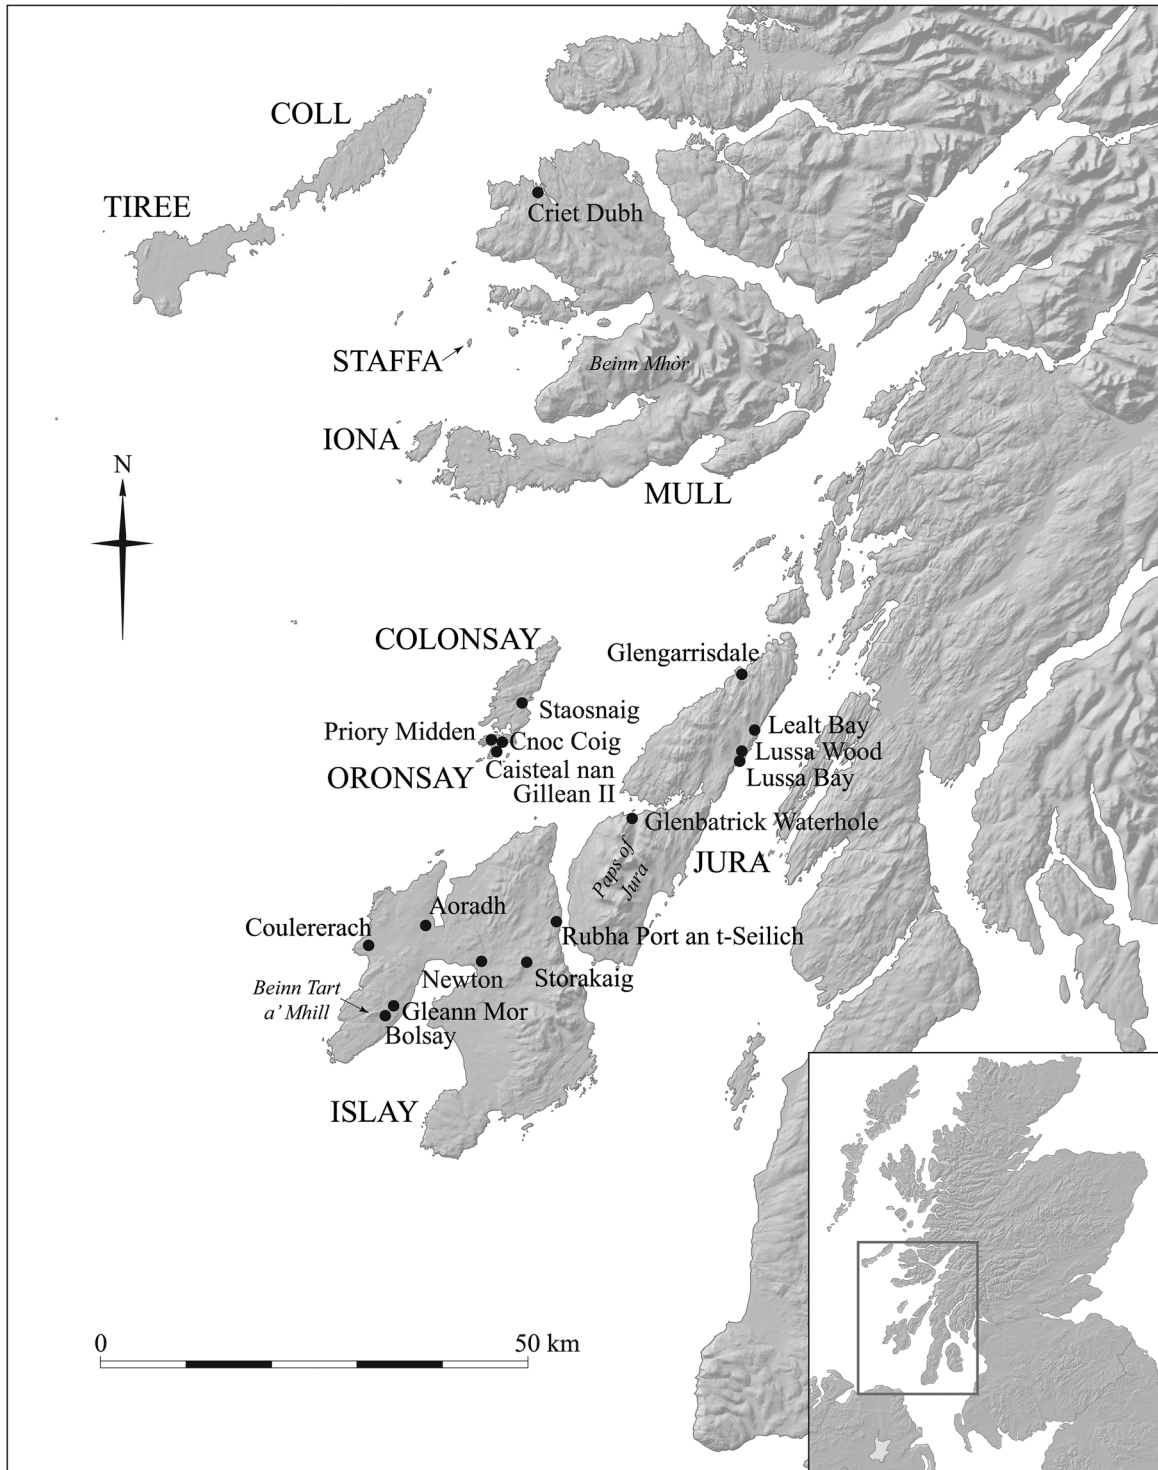 COLL
TIREE
Criet Dubh
STAFFA
Beinn Mhòr
IONA
MULL
N
COLONSAY
Glengarrisdale
Staosnaig
Priory Midden
Cnoc Coig
ORONSAY
Caisteal nan
Gillean II
Lealt Bay
Lussa Wood
Lussa Bay
Glenbatrick Waterhole
Paps of
Jura
JURA
Aoradh
Coulererach
Rubha Port an t-Seilich
Newton
Storakaig
Beinn Tart
a' Mhill
Gleann Mor
Bolsay
ISLAY
0
50 km